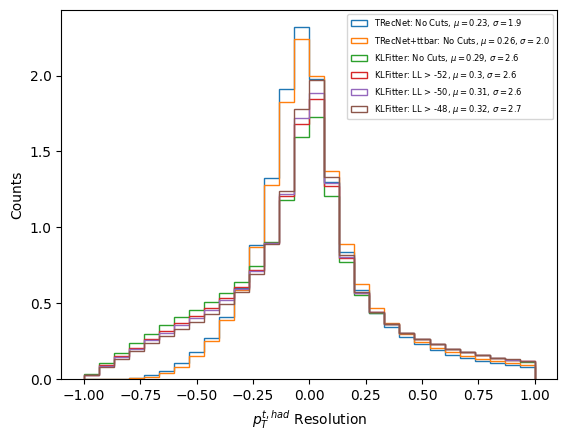 TRecNet: No Cuts, μ = 0.23, σ = 1.9
TRecNet+ttbar: No Cuts, μ = 0.26, σ = 2.0
KLFitter: No Cuts, μ = 0.29, σ = 2.6
KLFitter: LL > -52, μ = 0.3, σ = 2.6
KLFitter: LL > -50, μ = 0.31, σ = 2.6
KLFitter: LL > -48, μ = 0.32, σ = 2.7
2.0
1.5
1.0
0.5
0.0
Counts
−1.00 −0.75 −0.50 −0.25 0.00 0.25 0.50 0.75 1.00
p_T^{t,had} Resolution